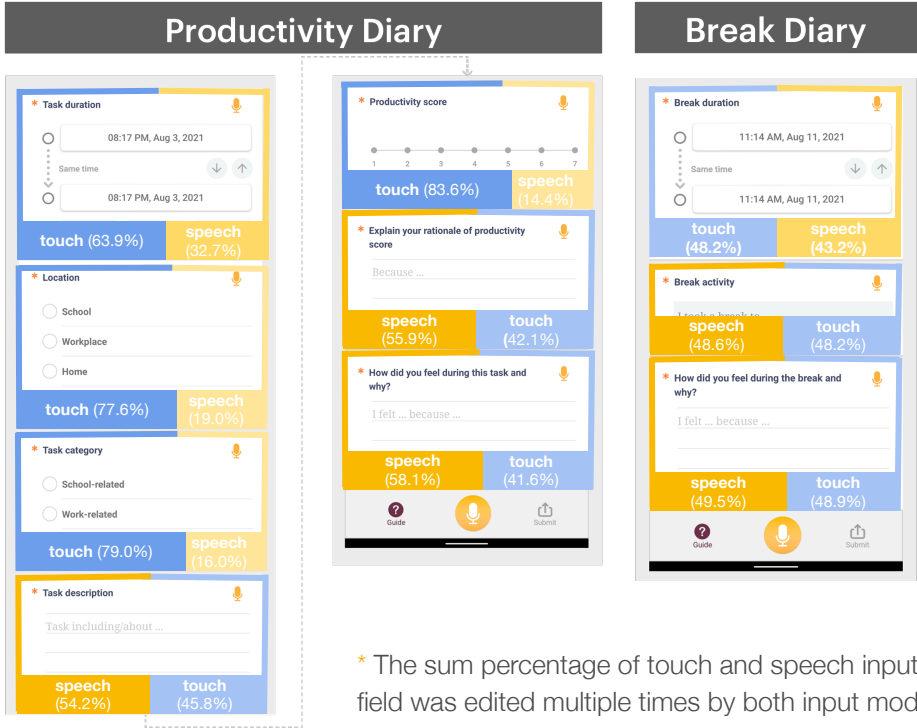 Productivity Diary
* Task duration
08:17 PM, Aug 3, 2021
Same time
08:17 PM, Aug 3, 2021
touch (63.9%)
speech
(32.7%)
* Location
School
Workplace
Home
touch (77.6%)
speech
(19.0%)
* Task category
School-related
Work-related
touch (79.0%)
speech
(16.0%)
* Task description
Task including/about ...
speech
(54.2%)
touch
(45.8%)
* Productivity score
1 2 3 4 5 6 7
touch (83.6%)
speech
(14.4%)
* Explain your rationale of productivity
score
Because ...
speech
(55.9%)
touch
(42.1%)
* How did you feel during this task and
why?
I felt ... because ...
speech
(58.1%)
touch
(41.6%)
?
Guide
Submit
Break Diary
* Break duration
11:14 AM, Aug 11, 2021
Same time
11:14 AM, Aug 11, 2021
touch
(48.2%)
speech
(43.2%)
* Break activity
I took a break to
speech
(48.6%)
touch
(48.2%)
* How did you feel during the break and
why?
I felt ... because ...
speech
(49.5%)
touch
(48.9%)
?
Guide
Submit
* The sum percentage of touch and speech input
field was edited multiple times by both input mod